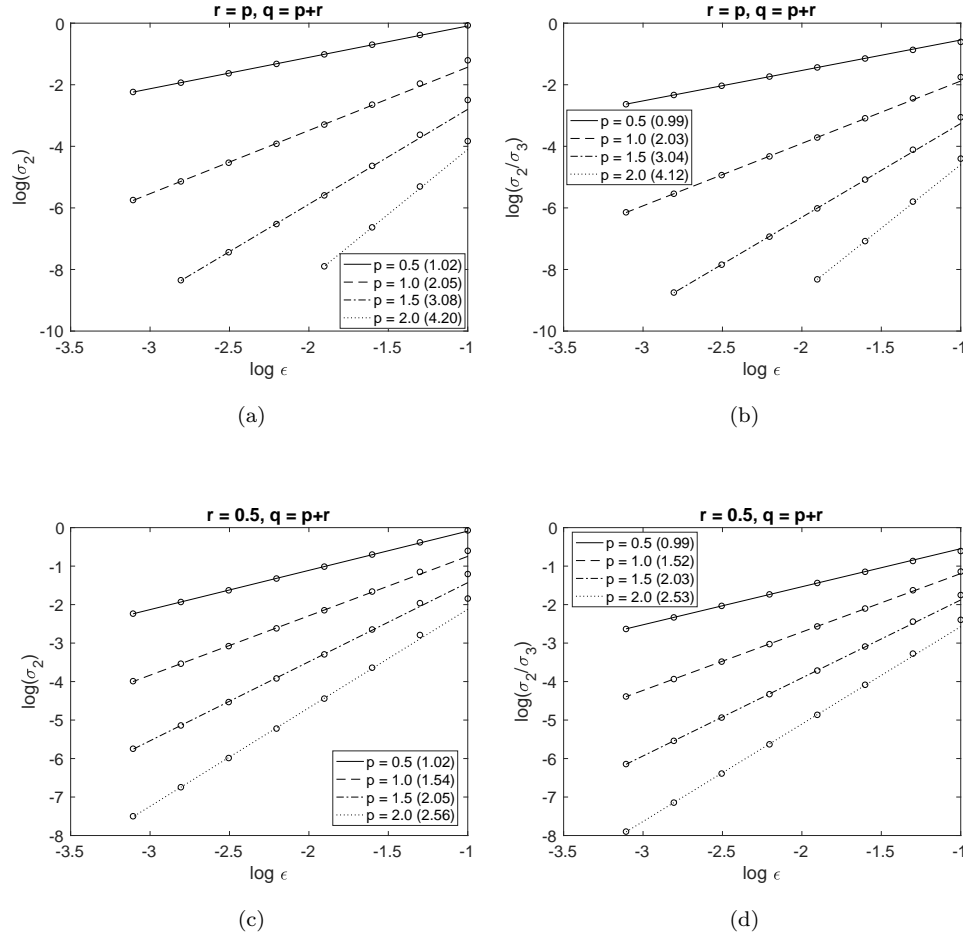 r = p, q = p+r
0
-2
-4
-6
-8
-10
log(σ₂)
p = 0.5 (1.02)
p = 1.0 (2.05)
p = 1.5 (3.08)
p = 2.0 (4.20)
-3.5
-3
-2.5
-2
-1.5
-1
log ϵ
(a)
r = p, q = p+r
0
-2
-4
-6
-8
-10
log(σ₂/σ₃)
p = 0.5 (0.99)
p = 1.0 (2.03)
p = 1.5 (3.04)
p = 2.0 (4.12)
-3.5
-3
-2.5
-2
-1.5
-1
log ϵ
(b)
r = 0.5, q = p+r
0
-1
-2
-3
-4
-5
-6
-7
-8
log(σ₂)
p = 0.5 (1.02)
p = 1.0 (1.54)
p = 1.5 (2.05)
p = 2.0 (2.56)
-3.5
-3
-2.5
-2
-1.5
-1
log ϵ
(c)
r = 0.5, q = p+r
0
-1
-2
-3
-4
-5
-6
-7
-8
log(σ₂/σ₃)
p = 0.5 (0.99)
p = 1.0 (1.52)
p = 1.5 (2.03)
p = 2.0 (2.53)
-3.5
-3
-2.5
-2
-1.5
-1
log ϵ
(d)